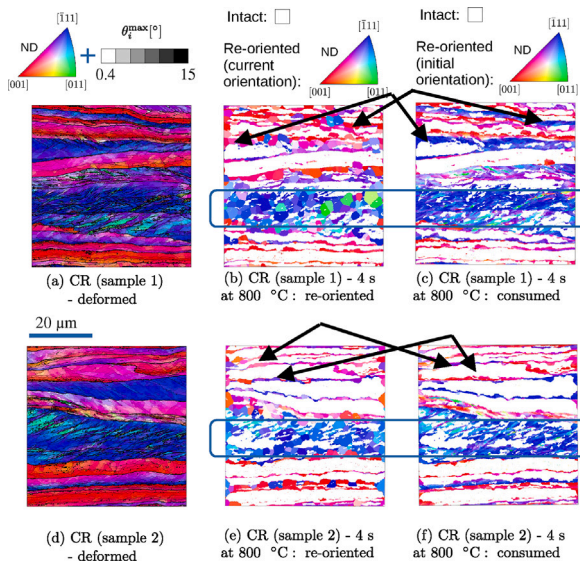 [1̄11]
ND
[001] [011]
+
θᵢᵐᵃˣ[°]
0.4 15
Intact:
Re-oriented
(current
orientation):
[1̄11]
ND
[001] [011]
Intact:
Re-oriented
(initial
orientation):
[1̄11]
ND
[001] [011]
(a) CR (sample 1)
- deformed
(b) CR (sample 1) - 4 s
at 800 °C : re-oriented
(c) CR (sample 1) - 4 s
at 800 °C : consumed
20 μm
(d) CR (sample 2)
- deformed
(e) CR (sample 2) - 4 s
at 800 °C : re-oriented
(f) CR (sample 2) - 4 s
at 800 °C : consumed